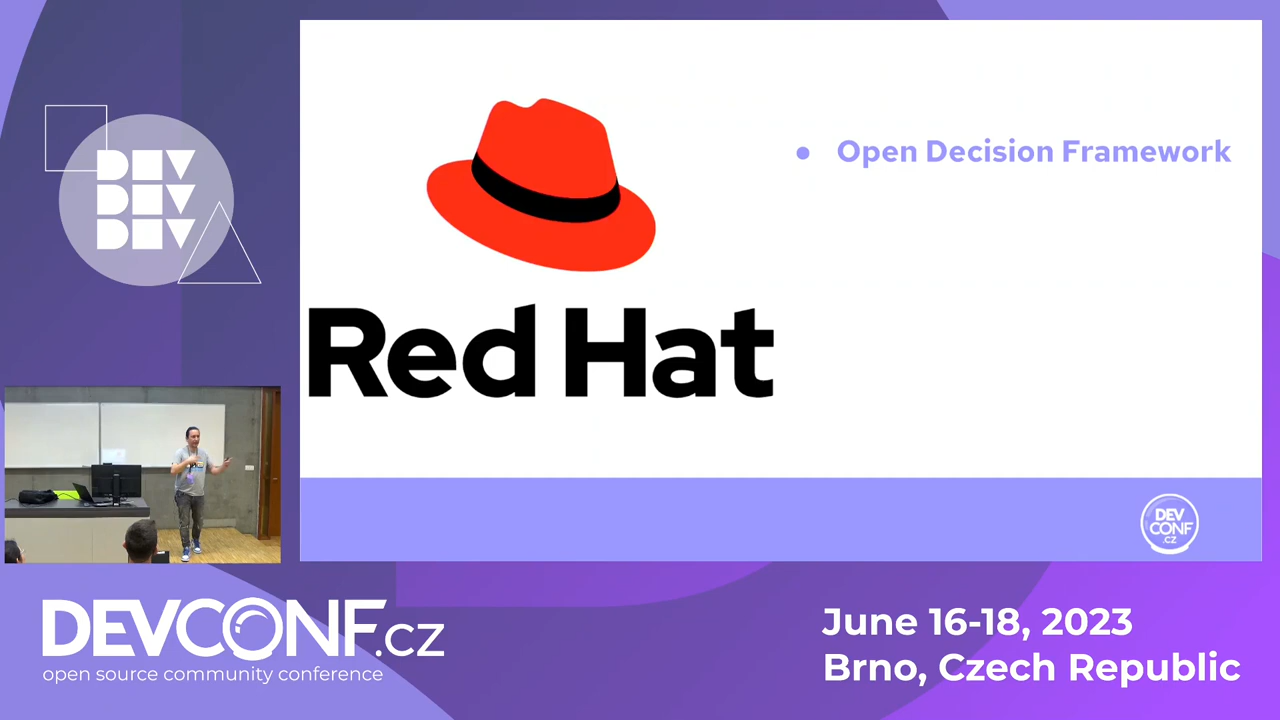 DEV
DEV
DEV
Open Decision Framework
Red Hat
DEV
CONF
.CZ
DEVCONF.cz
open source community conference
June 16-18, 2023
Brno, Czech Republic